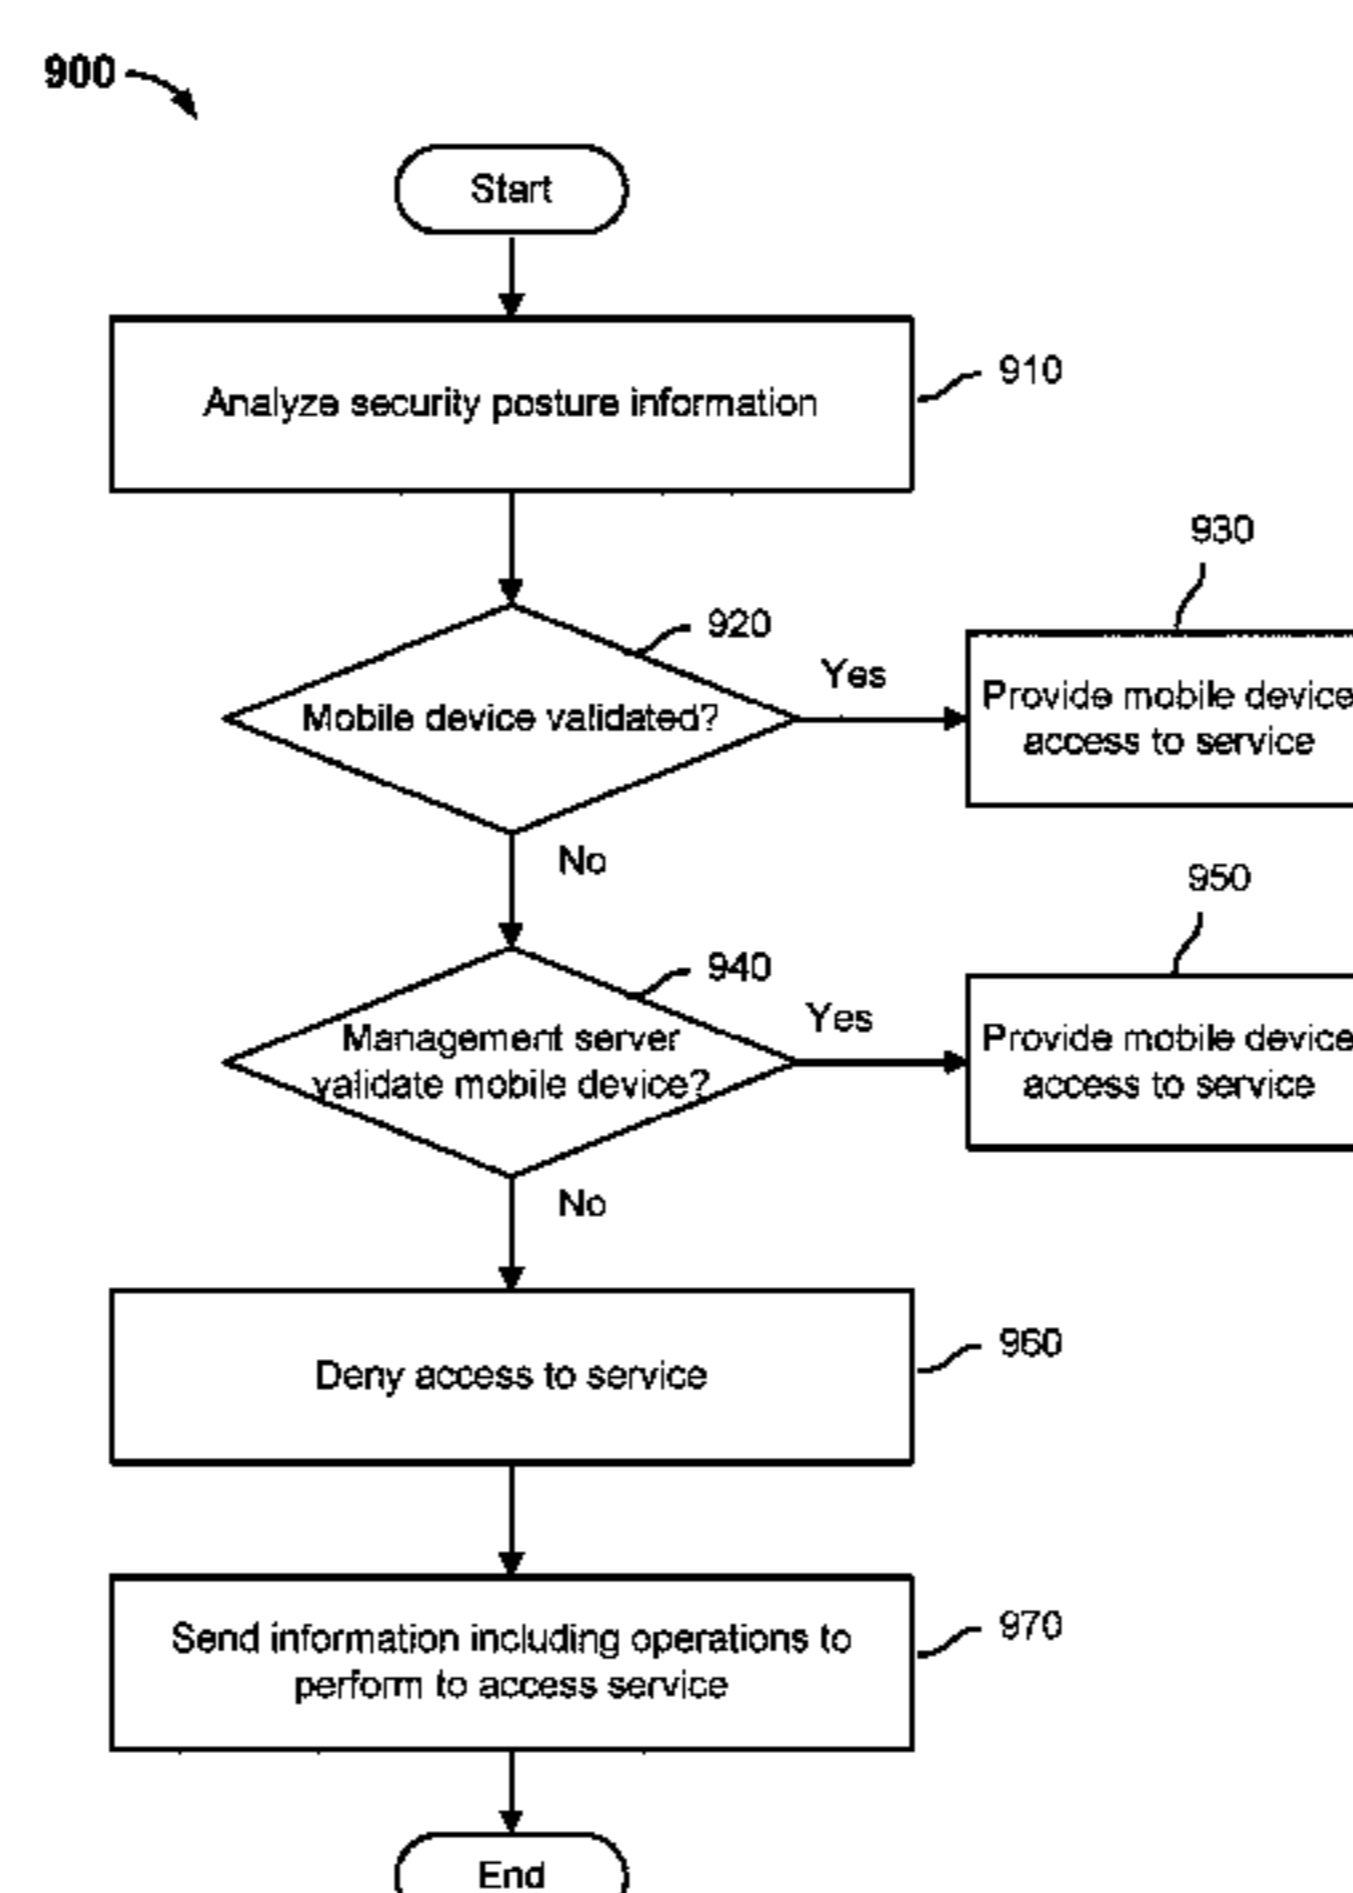 900
Start
Analyze security posture information
910
930
920
Yes
Mobile device validated?
Provide mobile device
access to service
No
950
940
Yes
Management server
validate mobile device?
Provide mobile device
access to service
No
Deny access to service
960
Send information including operations to
perform to access service
970
End